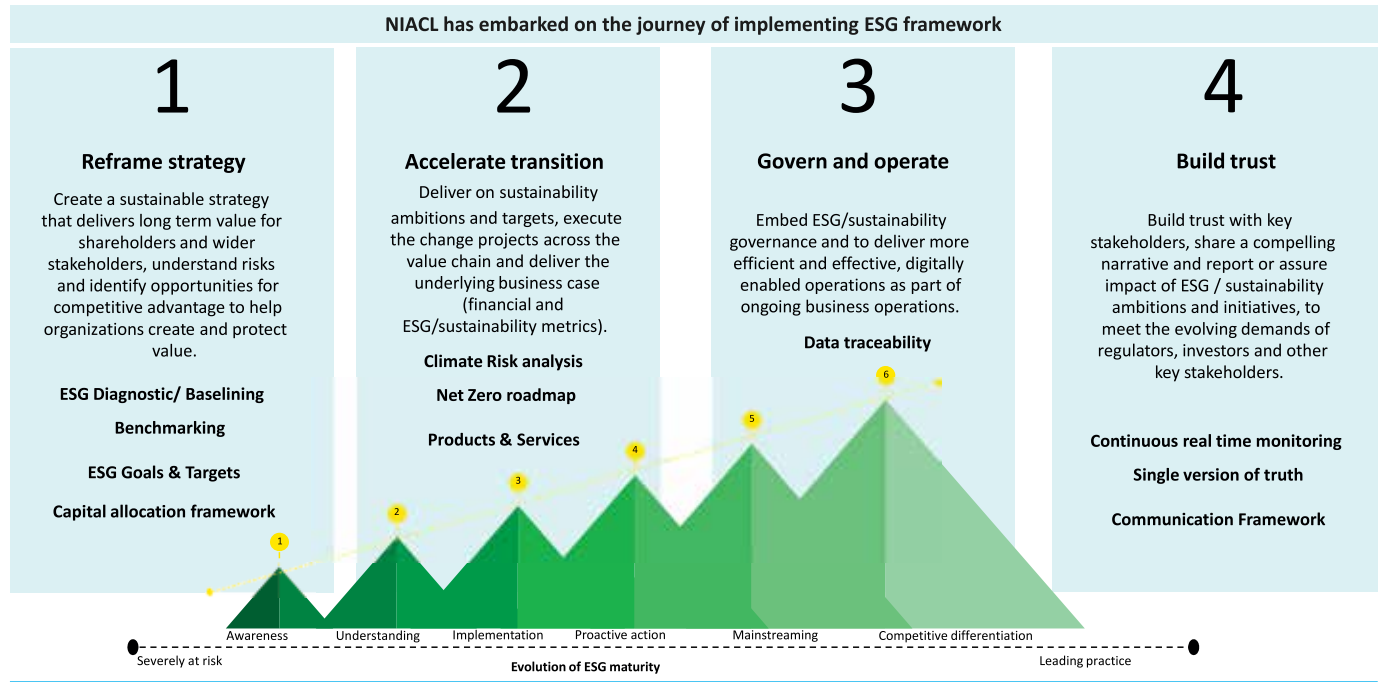 NIACL has embarked on the journey of implementing ESG framework
1
Reframe strategy
Create a sustainable strategy
that delivers long term value for
shareholders and wider
stakeholders, understand risks
and identify opportunities for
competitive advantage to help
organizations create and protect
value.
ESG Diagnostic/ Baselining
Benchmarking
ESG Goals & Targets
Capital allocation framework
2
Accelerate transition
Deliver on sustainability
ambitions and targets, execute
the change projects across the
value chain and deliver the
underlying business case
(financial and
ESG/sustainability metrics).
Climate Risk analysis
Net Zero roadmap
Products & Services
3
Govern and operate
Embed ESG/sustainability
governance and to deliver more
efficient and effective, digitally
enabled operations as part of
ongoing business operations.
Data traceability
4
Build trust
Build trust with key
stakeholders, share a compelling
narrative and report or assure
impact of ESG / sustainability
ambitions and initiatives, to
meet the evolving demands of
regulators, investors and other
key stakeholders.
Continuous real time monitoring
Single version of truth
Communication Framework
1
2
3
4
5
6
Awareness
Understanding
Implementation
Proactive action
Mainstreaming
Competitive differentiation
Severely at risk
Evolution of ESG maturity
Leading practice